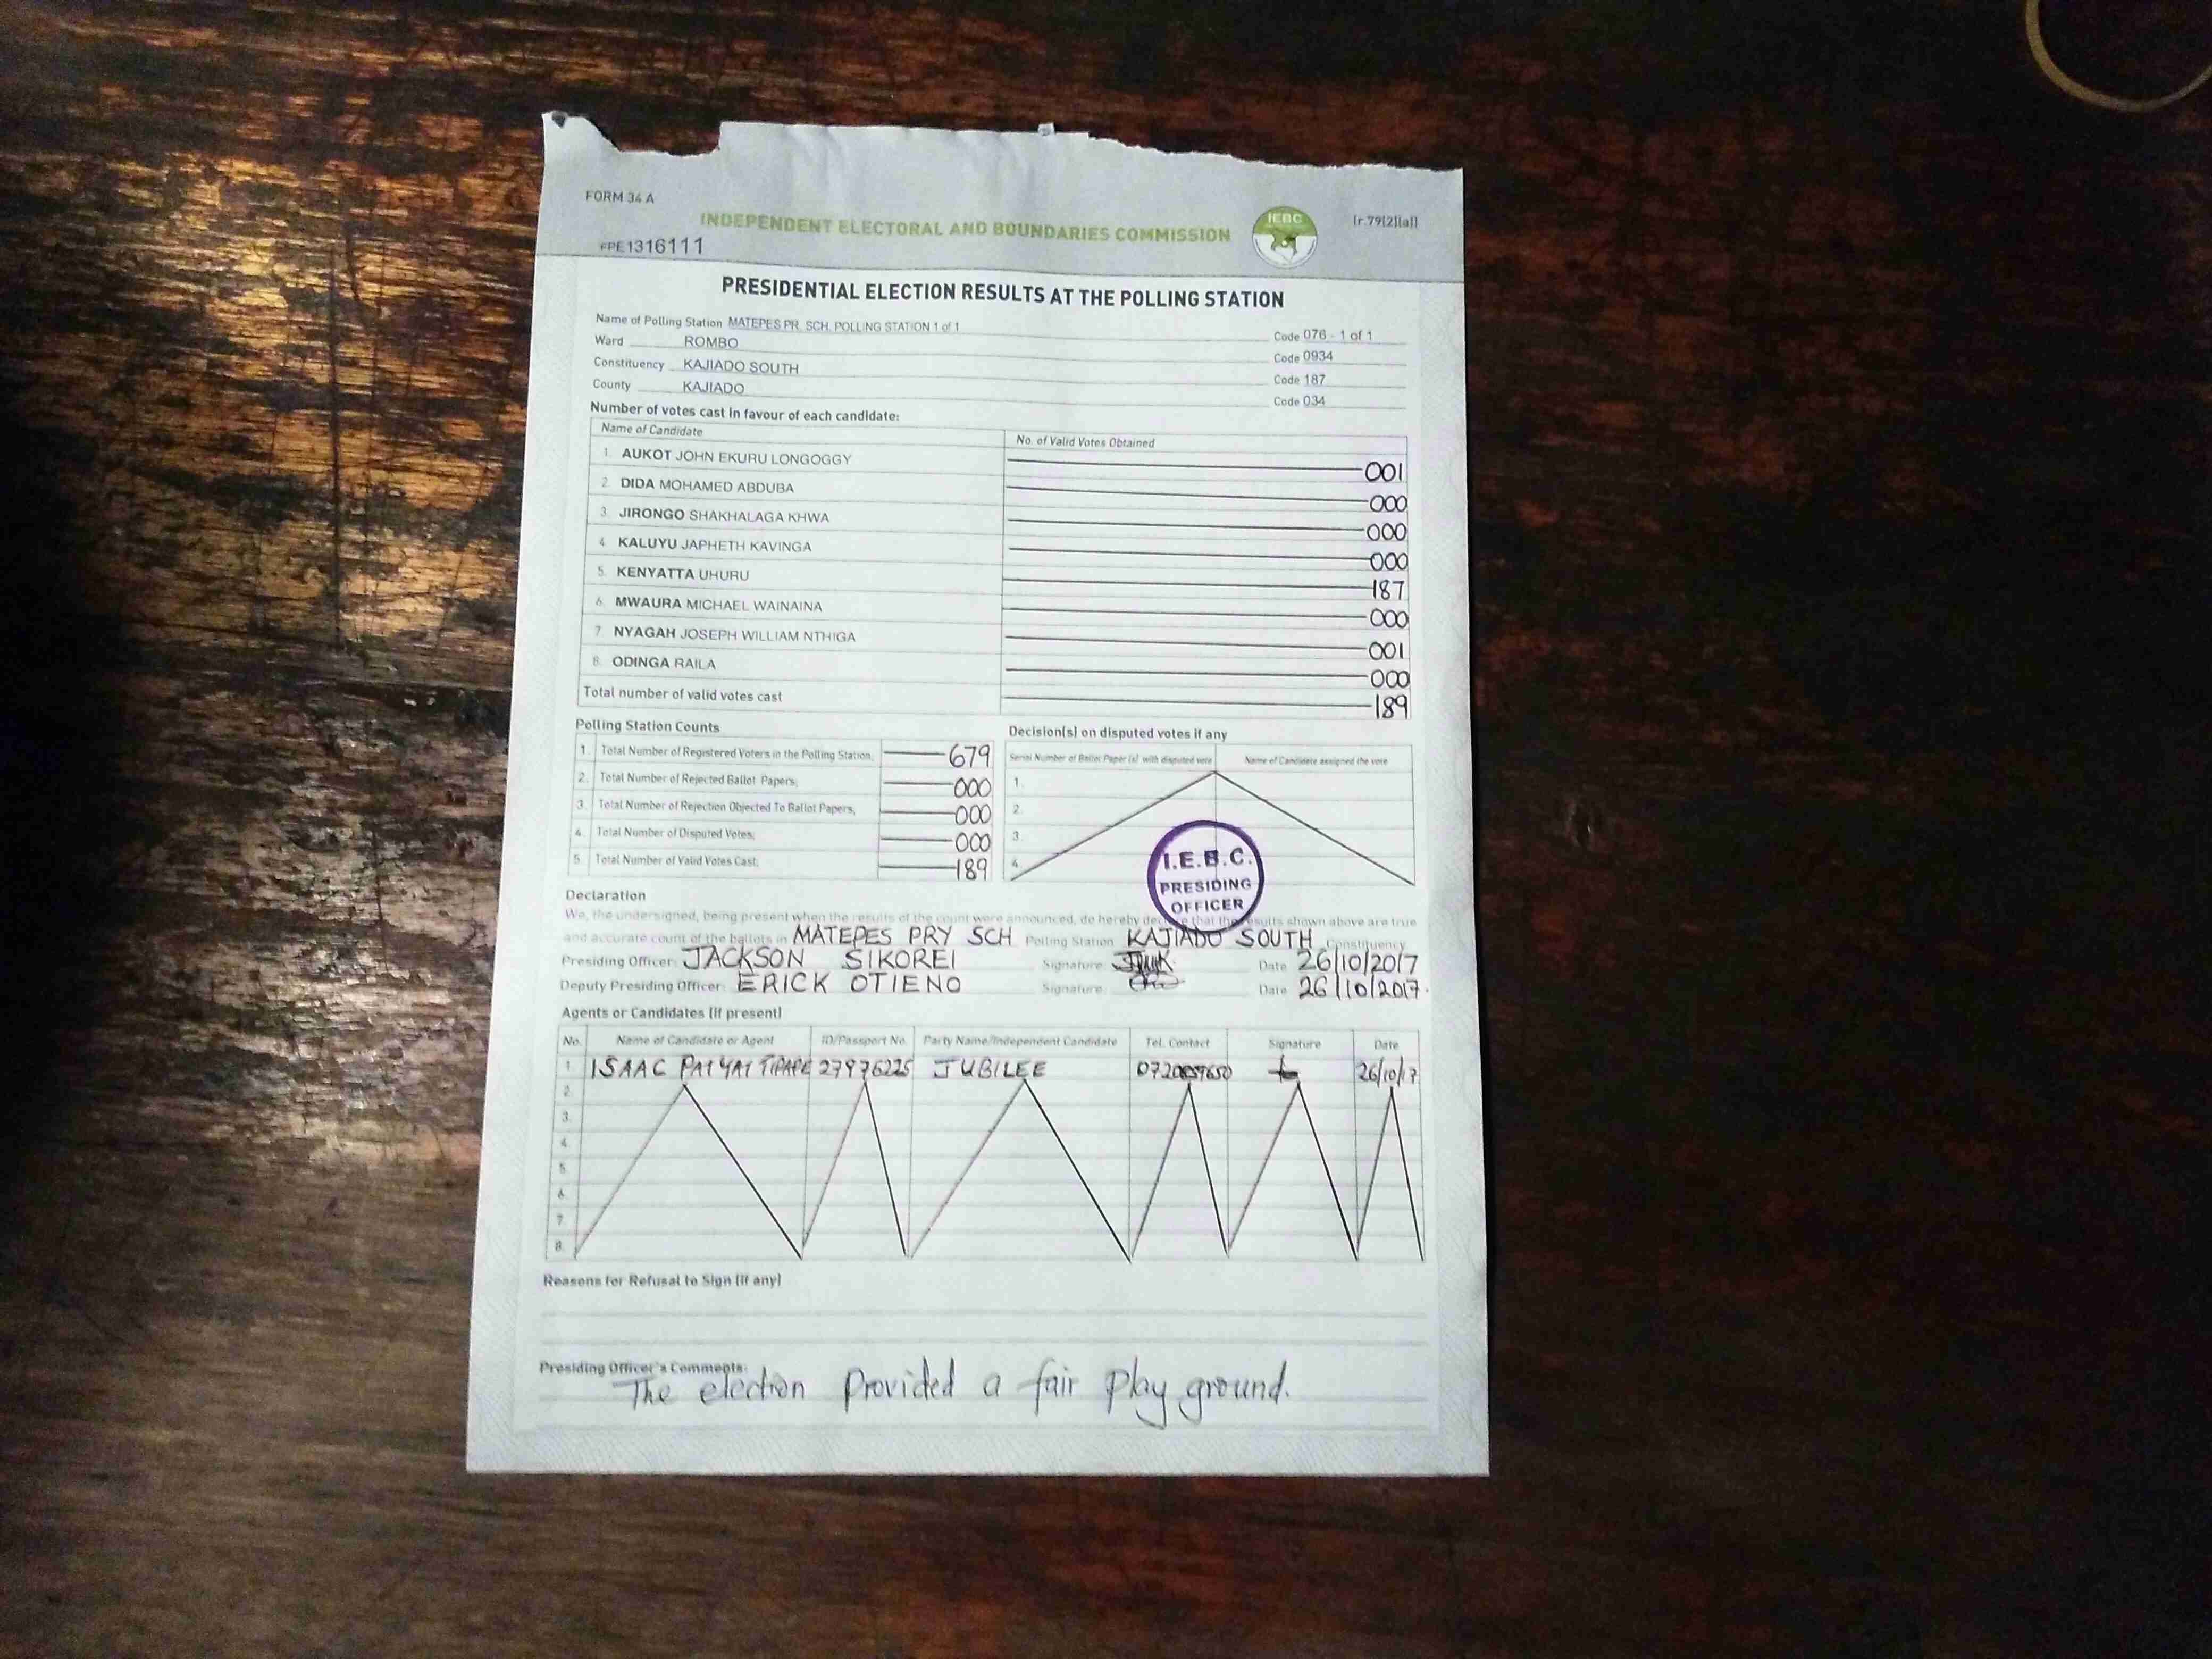 FORM 34 A
INDEPENDENT ELECTORAL AND BOUNDARIES COMMISSION
IEBC
[r.79(2)(a)]
FPE1316111
PRESIDENTIAL ELECTION RESULTS AT THE POLLING STATION
Name of Polling Station MATEPES PR. SCH. POLLING STATION 1 of 1 Code 076 - 1 of 1
Ward ROMBO Code 0934
Constituency KAJIADO SOUTH Code 187
County KAJIADO Code 034
Number of votes cast in favour of each candidate:
Name of Candidate No. of Valid Votes Obtained
1. AUKOT JOHN EKURU LONGOGGY 001
2. DIDA MOHAMED ABDUBA 000
3. JIRONGO SHAKHALAGA KHWA 000
4. KALUYU JAPHETH KAVINGA 000
5. KENYATTA UHURU 187
6. MWAURA MICHAEL WAINAINA 000
7. NYAGAH JOSEPH WILLIAM NTHIGA 001
8. ODINGA RAILA 000
Total number of valid votes cast 189
Polling Station Counts
1. Total Number of Registered Voters in the Polling Station; 679
2. Total Number of Rejected Ballot Papers; 000
3. Total Number of Rejection Objected To Ballot Papers; 000
4. Total Number of Disputed Votes; 000
5. Total Number of Valid Votes Cast; 189
Decision(s) on disputed votes if any
Serial Number of Ballot Paper (s) with disputed vote Name of Candidate assigned the vote
1.
2.
3.
4.
I.E.B.C.
PRESIDING
OFFICER
Declaration
We, the undersigned, being present when the results of the count were announced, do hereby declare that the results shown above are true
and accurate count of the ballots in MATEPES PRY SCH Polling Station KAJIADO SOUTH Constituency
Presiding Officer: JACKSON SIKOREI Signature Date 26/10/2017
Deputy Presiding Officer: ERICK OTIENO Signature Date 26/10/2017.
Agents or Candidates (if present)
No. Name of Candidate or Agent ID/Passport No. Party Name/Independent Candidate Tel. Contact Signature Date
1 ISAAC PATYAT TIPAPE 27976225 JUBILEE 26/10/17
2.
3.
4.
5.
6.
7.
8.
Reasons for Refusal to Sign (if any)
Presiding Officer's Comments:
The election provided a fair play ground.